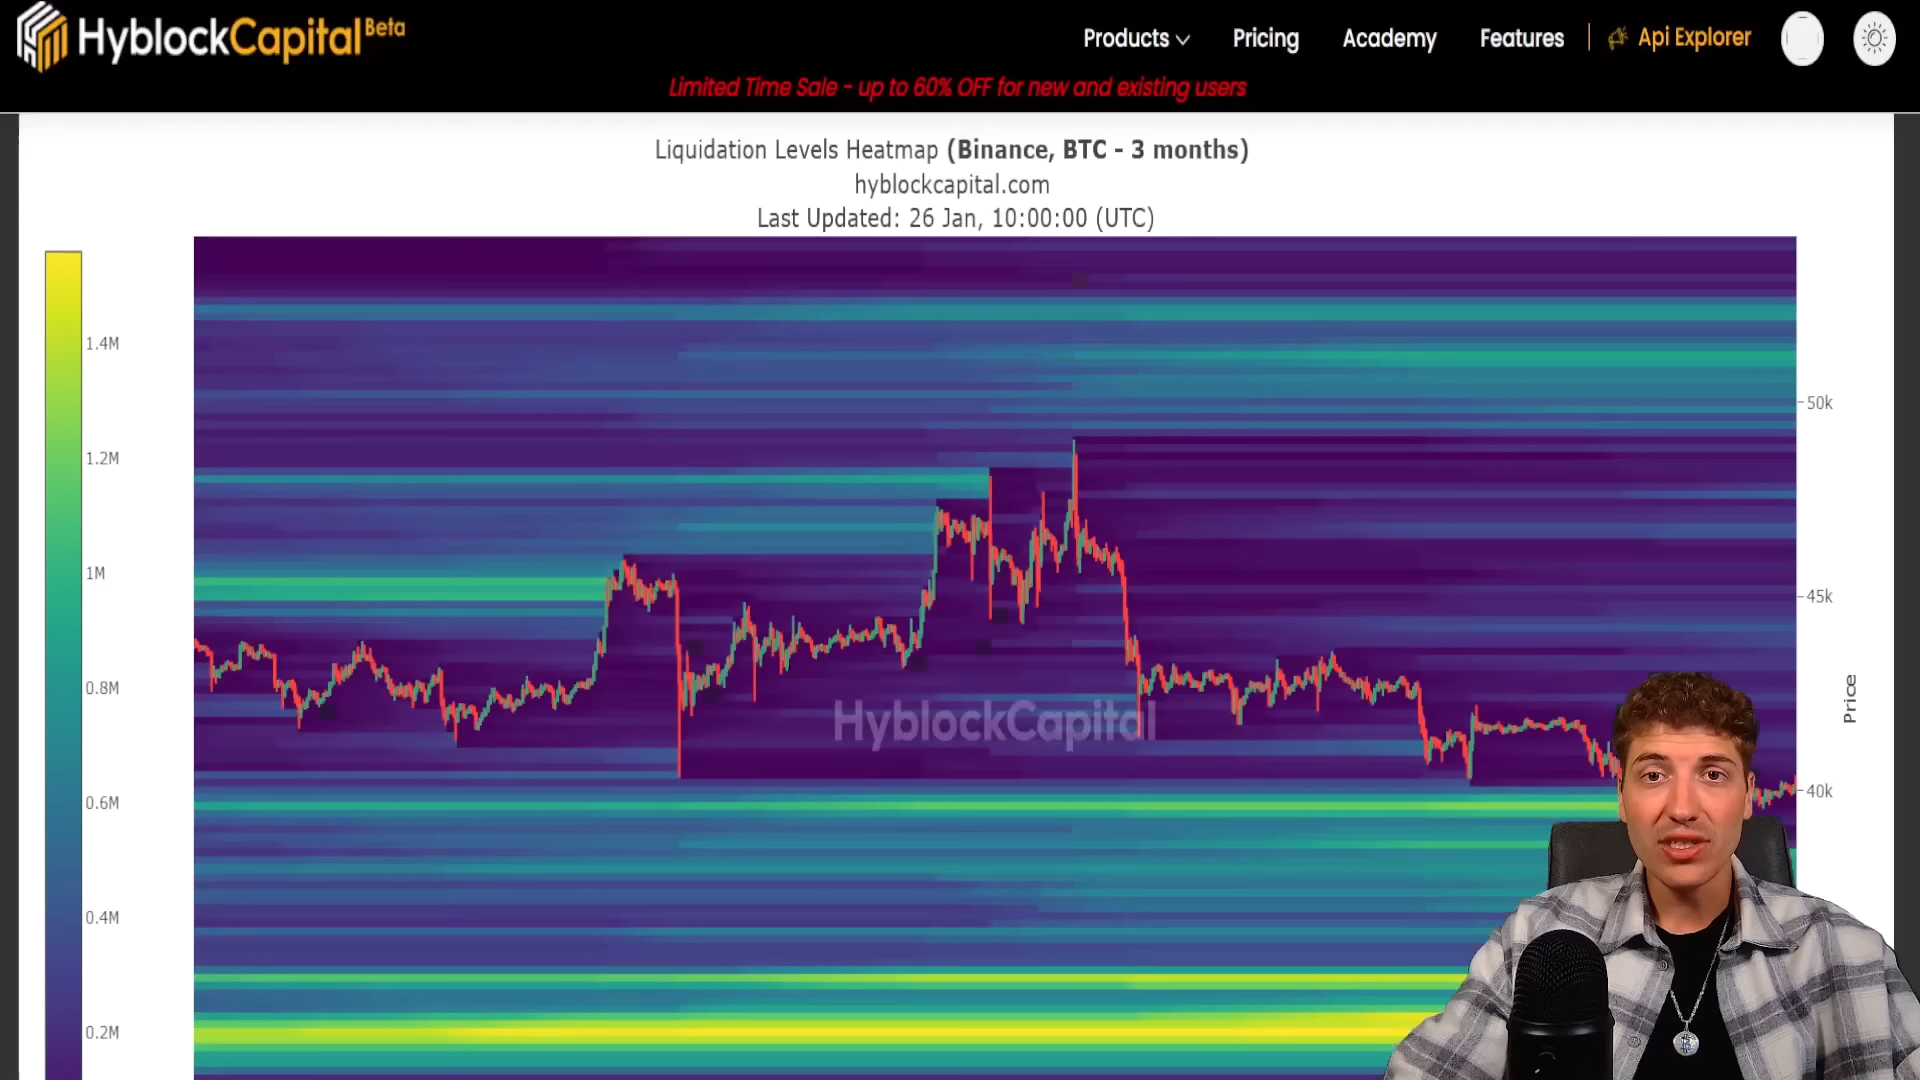 HyblockCapital Beta
Products
Pricing
Academy
Features
Api Explorer
Limited Time Sale - up to 60% OFF for new and existing users
Liquidation Levels Heatmap (Binance, BTC - 3 months)
hyblockcapital.com
Last Updated: 26 Jan, 10:00:00 (UTC)
1.4M
1.2M
1M
0.8M
0.6M
0.4M
0.2M
HyblockCapital
50k
45k
40k
Price